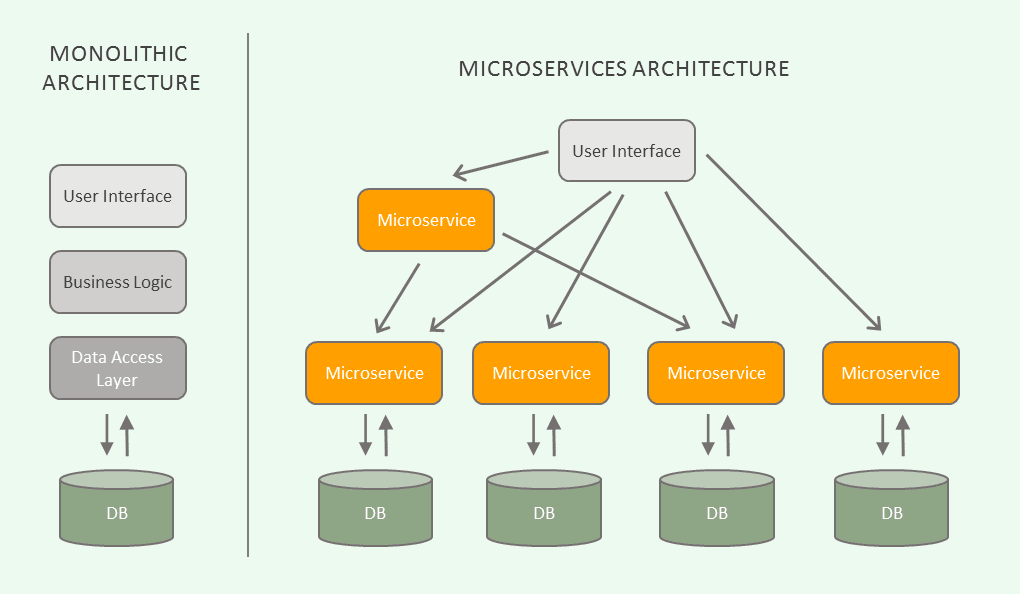 MONOLITHIC
ARCHITECTURE
User Interface
Business Logic
Data Access
Layer
DB
MICROSERVICES ARCHITECTURE
User Interface
Microservice
Microservice
Microservice
Microservice
Microservice
DB
DB
DB
DB